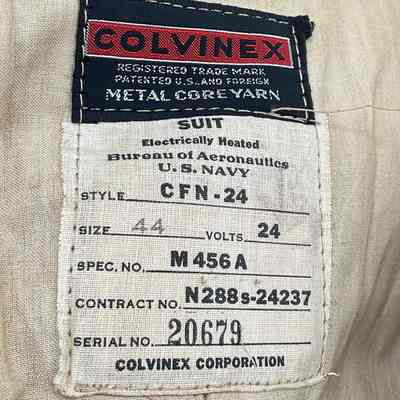 COLVINEX
REGISTERED TRADE MARK
PATENTED U.S. AND FOREIGN
METAL CORE YARN
SUIT
Electrically Heated
Bureau of Aeronautics
U.S. NAVY
STYLE CFN-24
SIZE 44 VOLTS 24
SPEC. NO. M456A
CONTRACT NO. N288s-24237
SERIAL NO. 20679
COLVINEX CORPORATION